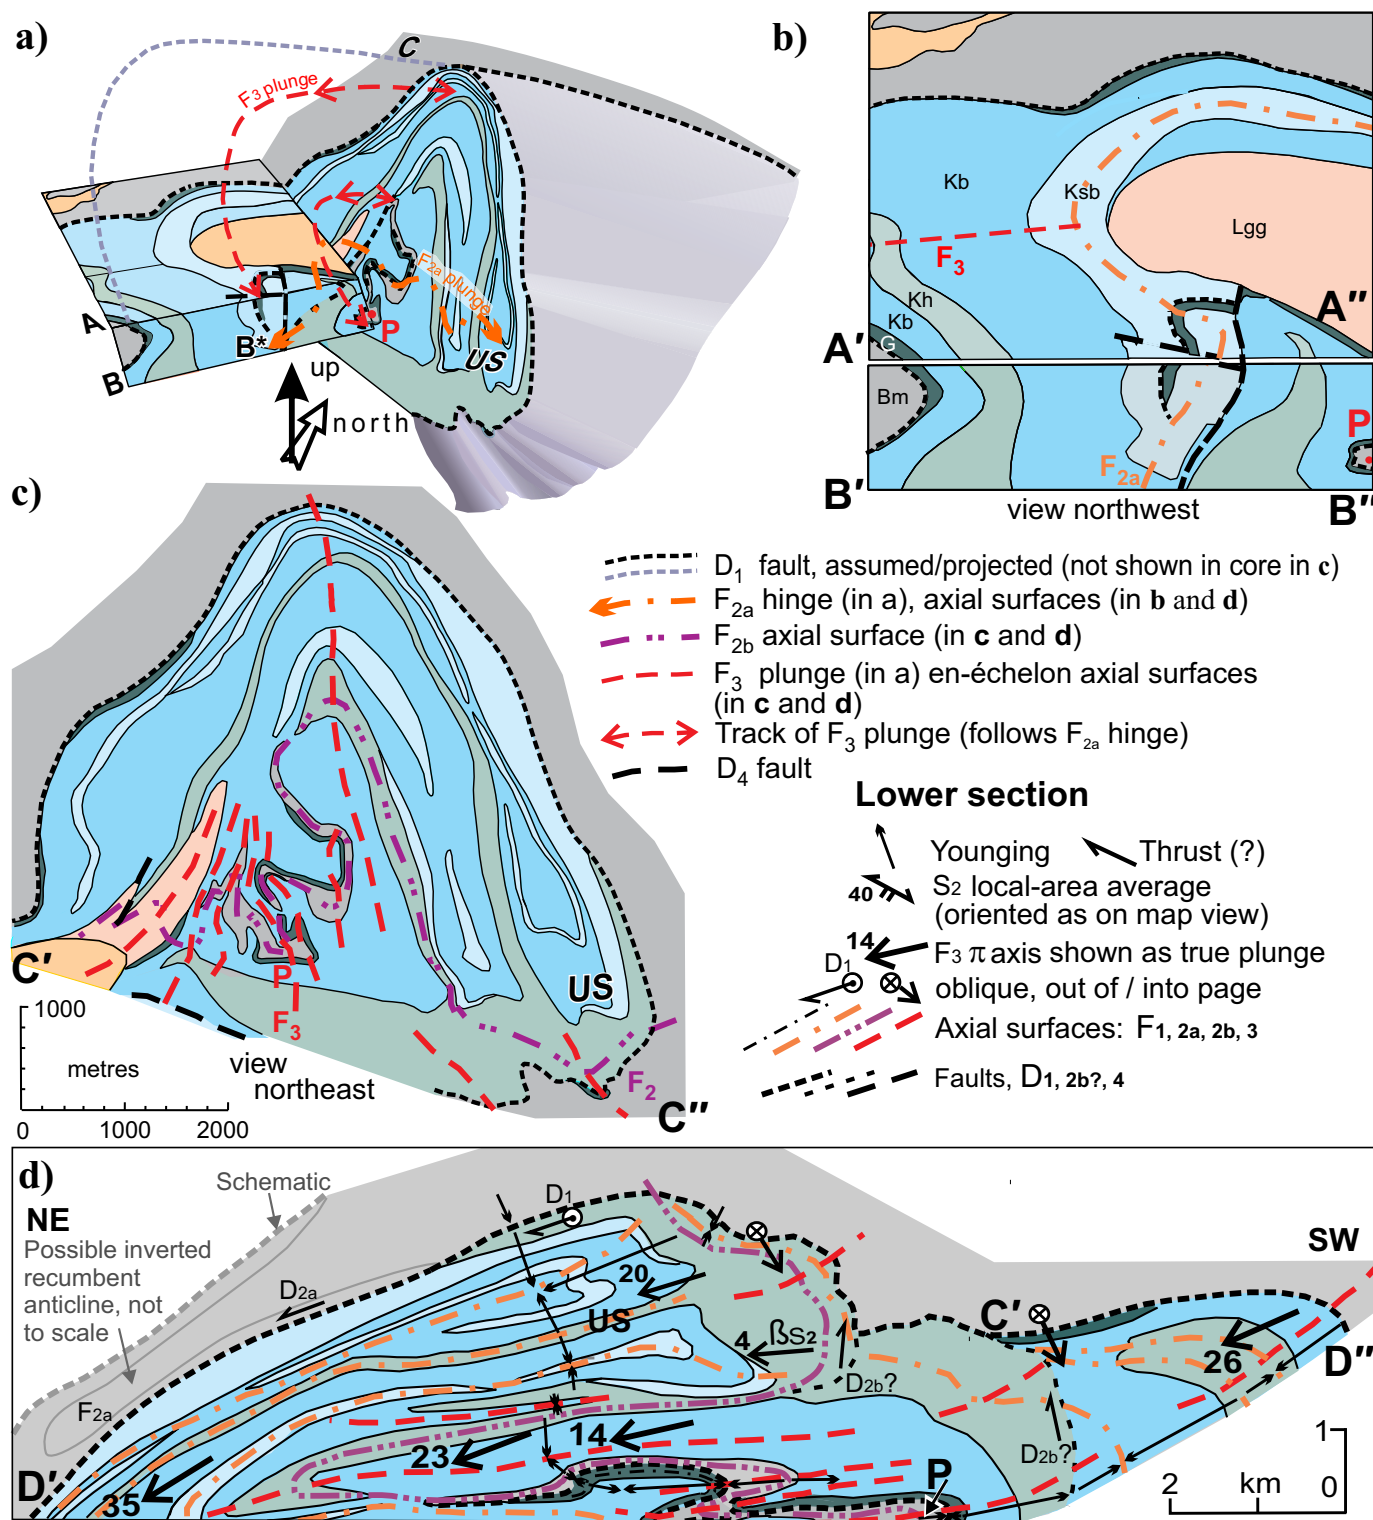 a)
C
F3 plunge
F2a plunge
A
B
B*
P
US
up
north
b)
Kb
Ksb
Lgg
F3
Kh
Kb
G
A′
A″
Bm
P
F2a
B′
B″
view northwest
c)
D1 fault, assumed/projected (not shown in core in c)
F2a hinge (in a), axial surfaces (in b and d)
F2b axial surface (in c and d)
F3 plunge (in a) en-échelon axial surfaces
(in c and d)
Track of F3 plunge (follows F2a hinge)
D4 fault
Lower section
Younging
Thrust (?)
40
S2 local-area average
(oriented as on map view)
14
F3 π axis shown as true plunge
D1
oblique, out of / into page
Axial surfaces: F1, 2a, 2b, 3
Faults, D1, 2b?, 4
C′
P
US
F3
F2
C″
1000
metres
view
northeast
0 1000 2000
d)
Schematic
NE
Possible inverted
recumbent
anticline, not
to scale
D1
SW
D2a
20
US
C′
4
ßS2
26
D″
D2b?
F2a
14
23
D2b?
1
P
D′
35
2 km 0